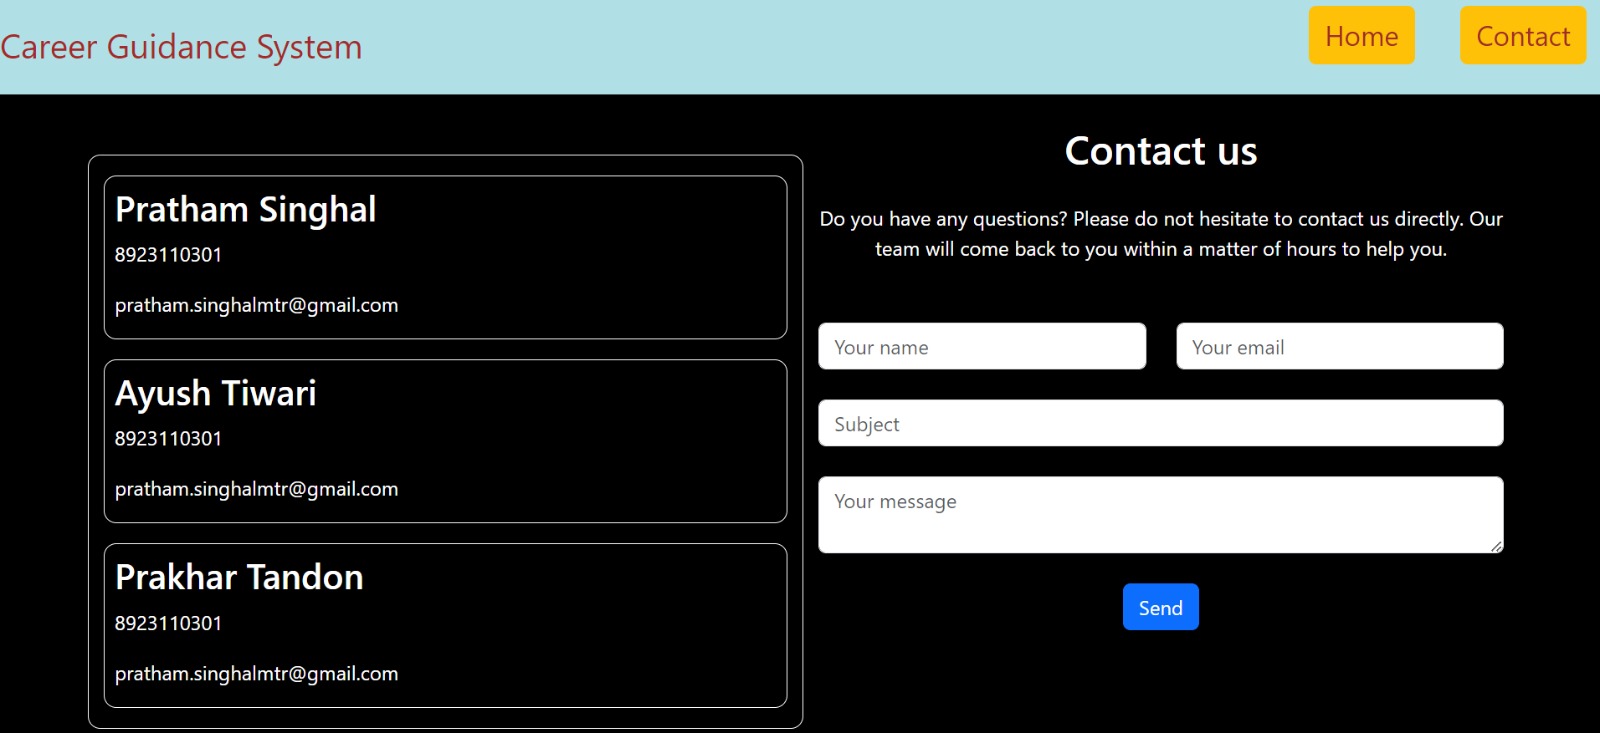 Career Guidance System
Home
Contact
Pratham Singhal
8923110301
pratham.singhalmtr@gmail.com
Ayush Tiwari
8923110301
pratham.singhalmtr@gmail.com
Prakhar Tandon
8923110301
pratham.singhalmtr@gmail.com
Contact us
Do you have any questions? Please do not hesitate to contact us directly. Our
team will come back to you within a matter of hours to help you.
Your name
Your email
Subject
Your message
Send